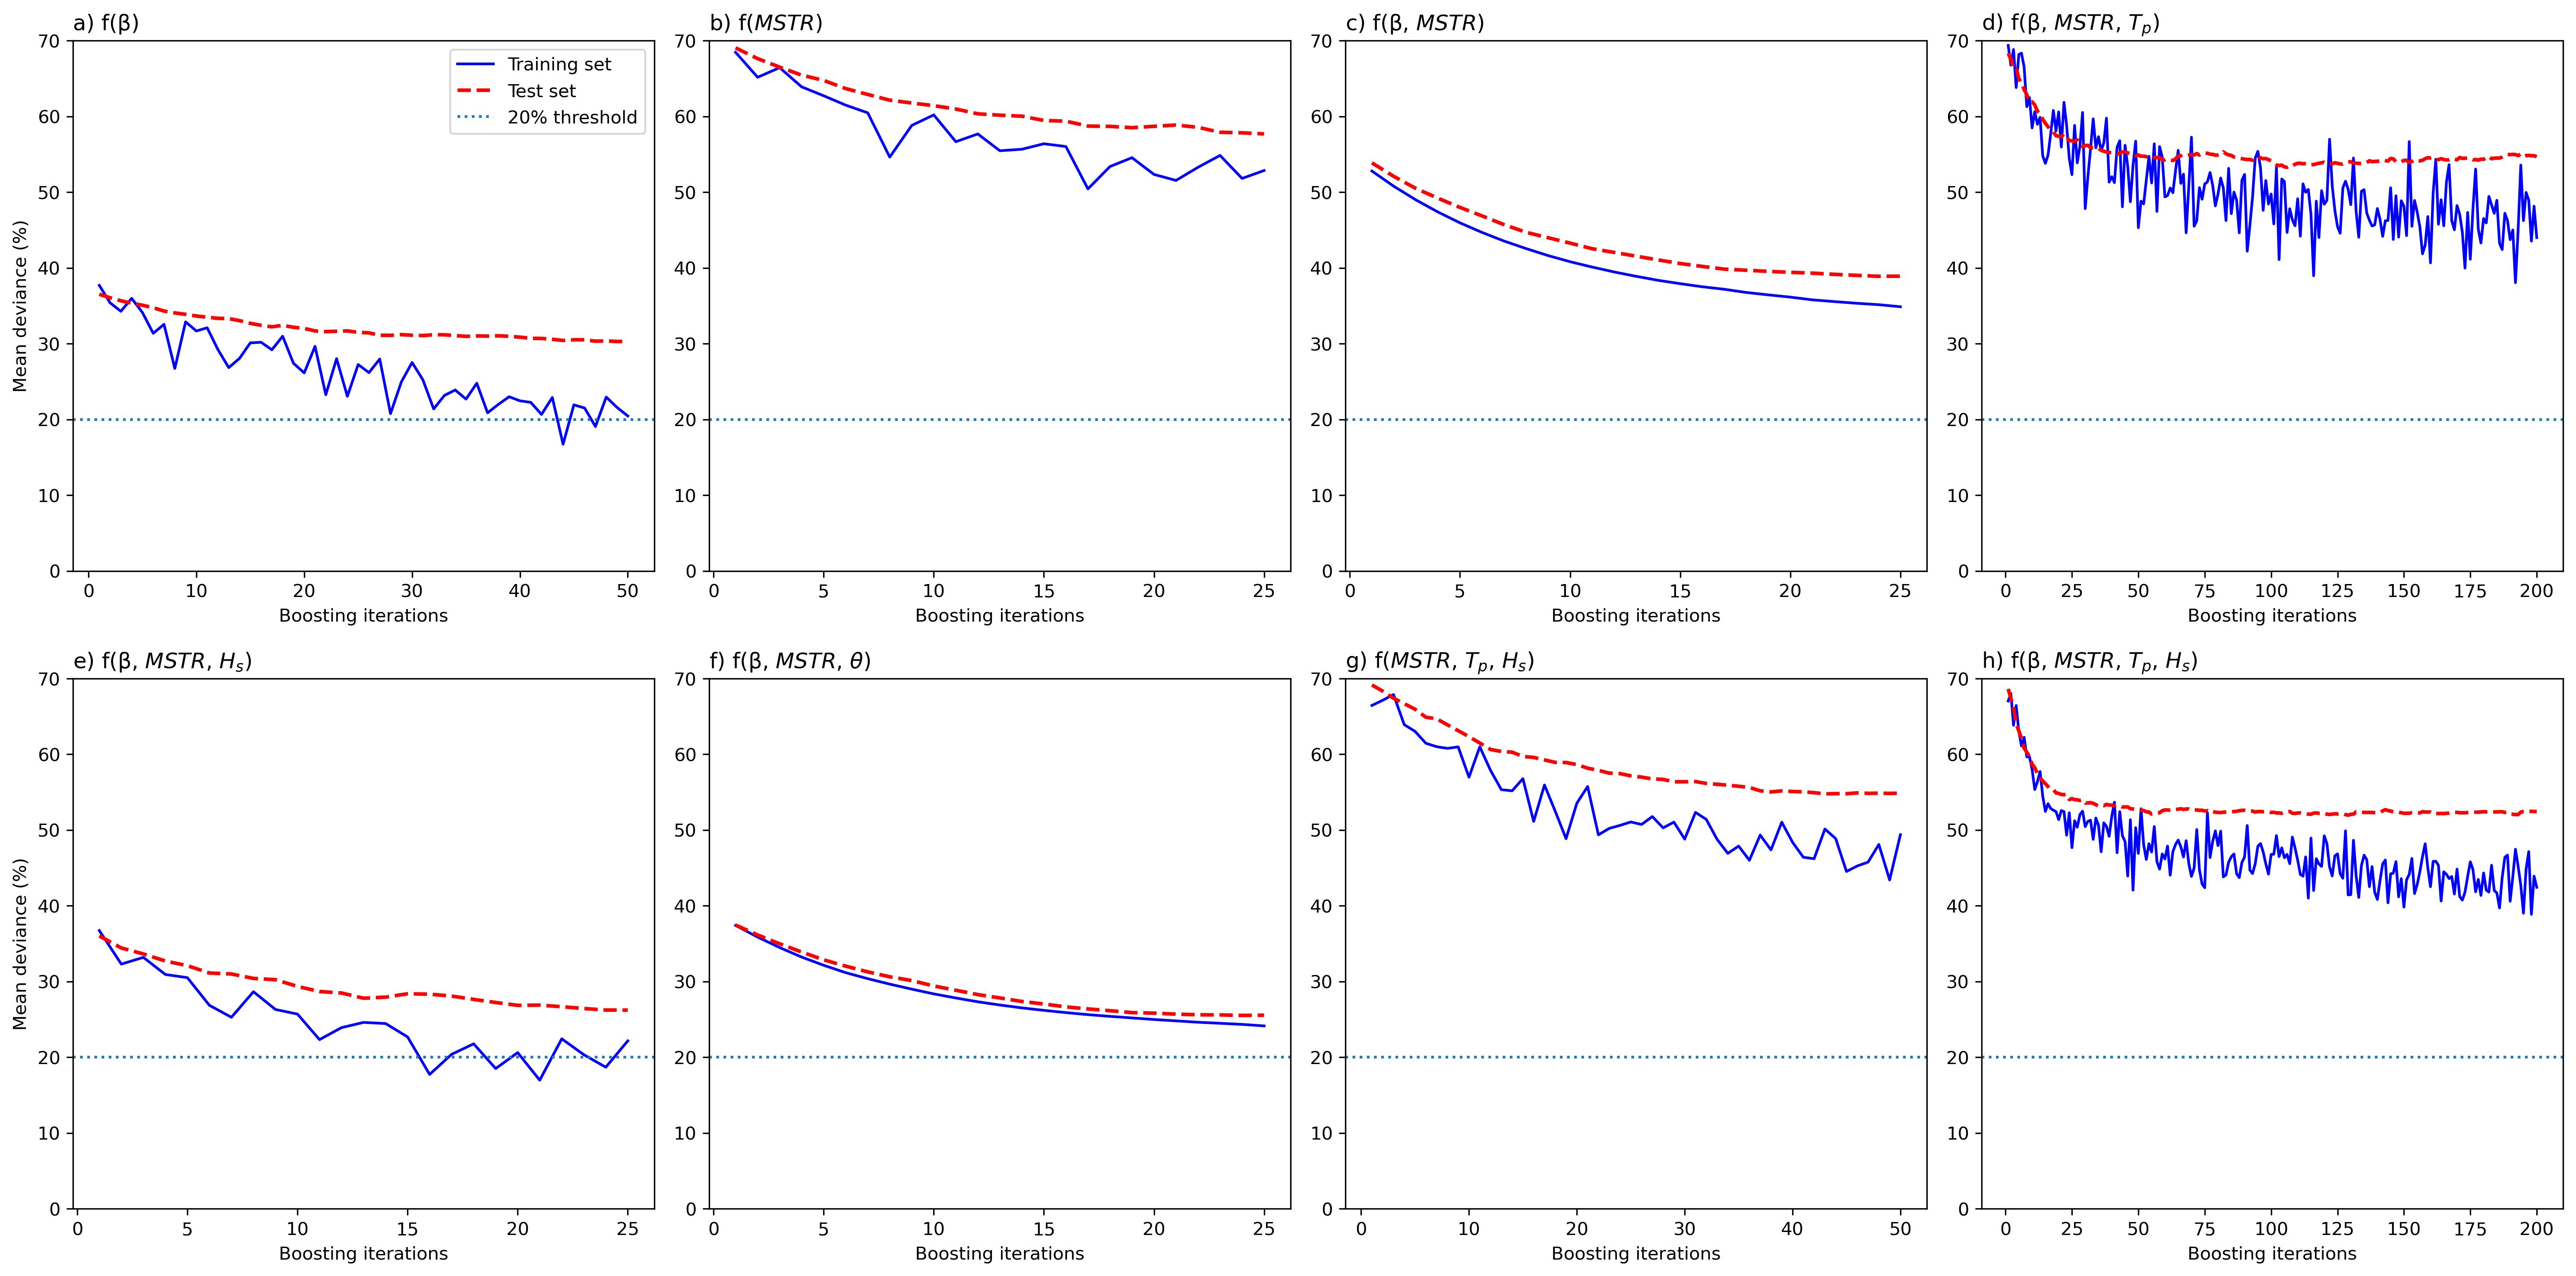 a) f(β)
70
60
50
40
30
20
10
0
Mean deviance (%)
Training set
Test set
20% threshold
0 10 20 30 40 50
Boosting iterations
b) f(MSTR)
70
60
50
40
30
20
10
0
0 5 10 15 20 25
Boosting iterations
c) f(β, MSTR)
70
60
50
40
30
20
10
0
0 5 10 15 20 25
Boosting iterations
d) f(β, MSTR, Tp)
70
60
50
40
30
20
10
0
0 25 50 75 100 125 150 175 200
Boosting iterations
e) f(β, MSTR, Hs)
70
60
50
40
30
20
10
0
Mean deviance (%)
0 5 10 15 20 25
Boosting iterations
f) f(β, MSTR, θ)
70
60
50
40
30
20
10
0
0 5 10 15 20 25
Boosting iterations
g) f(MSTR, Tp, Hs)
70
60
50
40
30
20
10
0
0 10 20 30 40 50
Boosting iterations
h) f(β, MSTR, Tp, Hs)
70
60
50
40
30
20
10
0
0 25 50 75 100 125 150 175 200
Boosting iterations